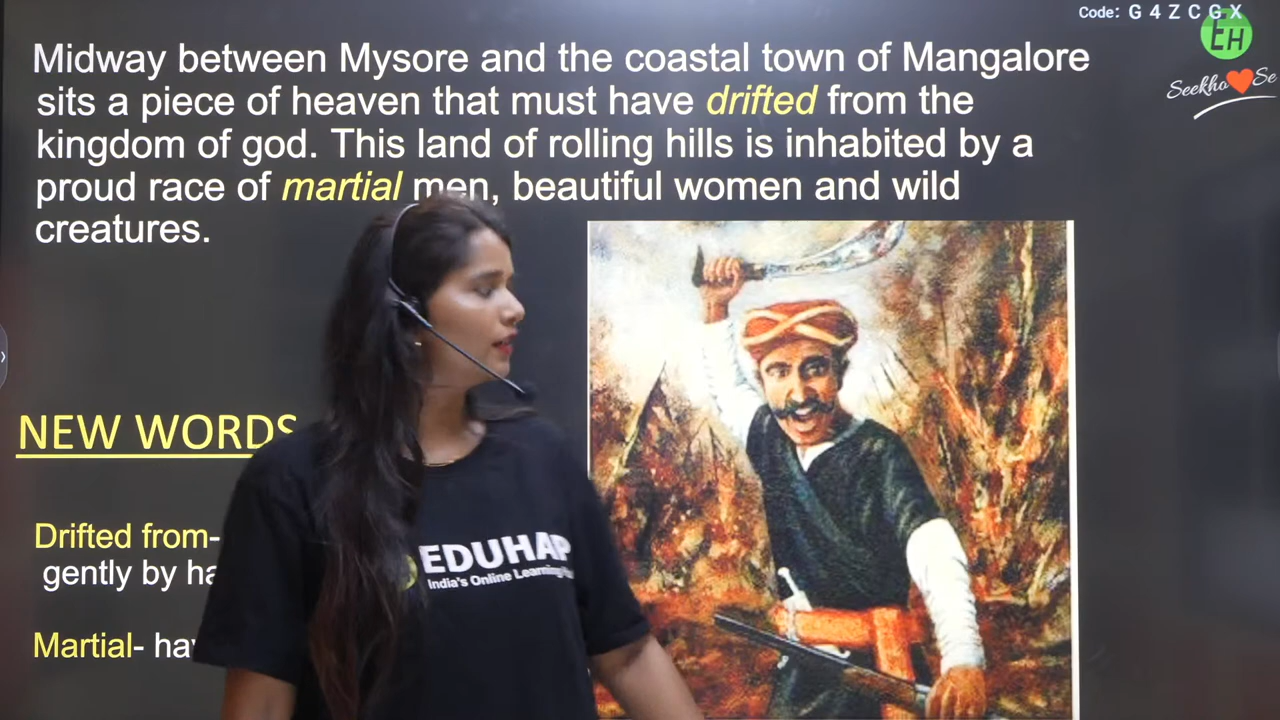 Code: G 4 Z C G X
EH
Seekho ❤ Se
Midway between Mysore and the coastal town of Mangalore
sits a piece of heaven that must have drifted from the
kingdom of god. This land of rolling hills is inhabited by a
proud race of martial men, beautiful women and wild
creatures.
NEW WORDS
Drifted from-
gently by
Martial-
EDUHAP
India's Online Learning